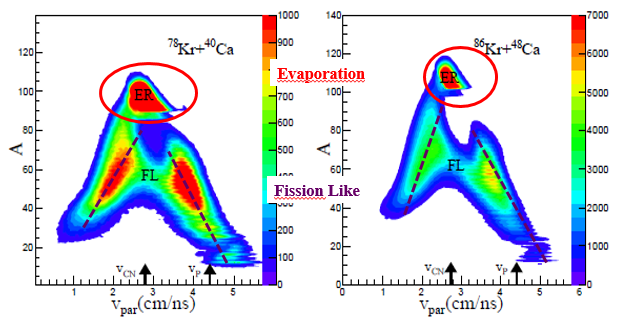 78Kr+40Ca
ER
Evaporation
FL
Fission Like
A
vCN
vP
vpar(cm/ns)
120
100
80
60
40
20
1
2
3
4
5
1000
900
800
700
600
500
400
300
200
100
0
86Kr+48Ca
ER
FL
A
vCN
vP
vpar(cm/ns)
140
120
100
80
60
40
20
0
0
1
2
3
4
5
6
7000
6000
5000
4000
3000
2000
1000
0